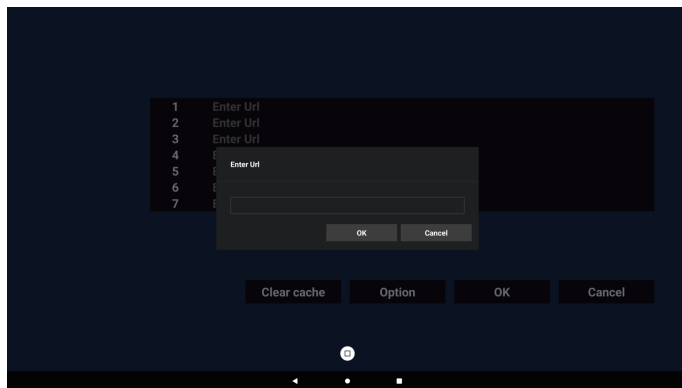 1 Enter Url
2 Enter Url
3 Enter Url
4 E
5 E
6 E
7 E
Enter Url
OK Cancel
Clear cache Option OK Cancel